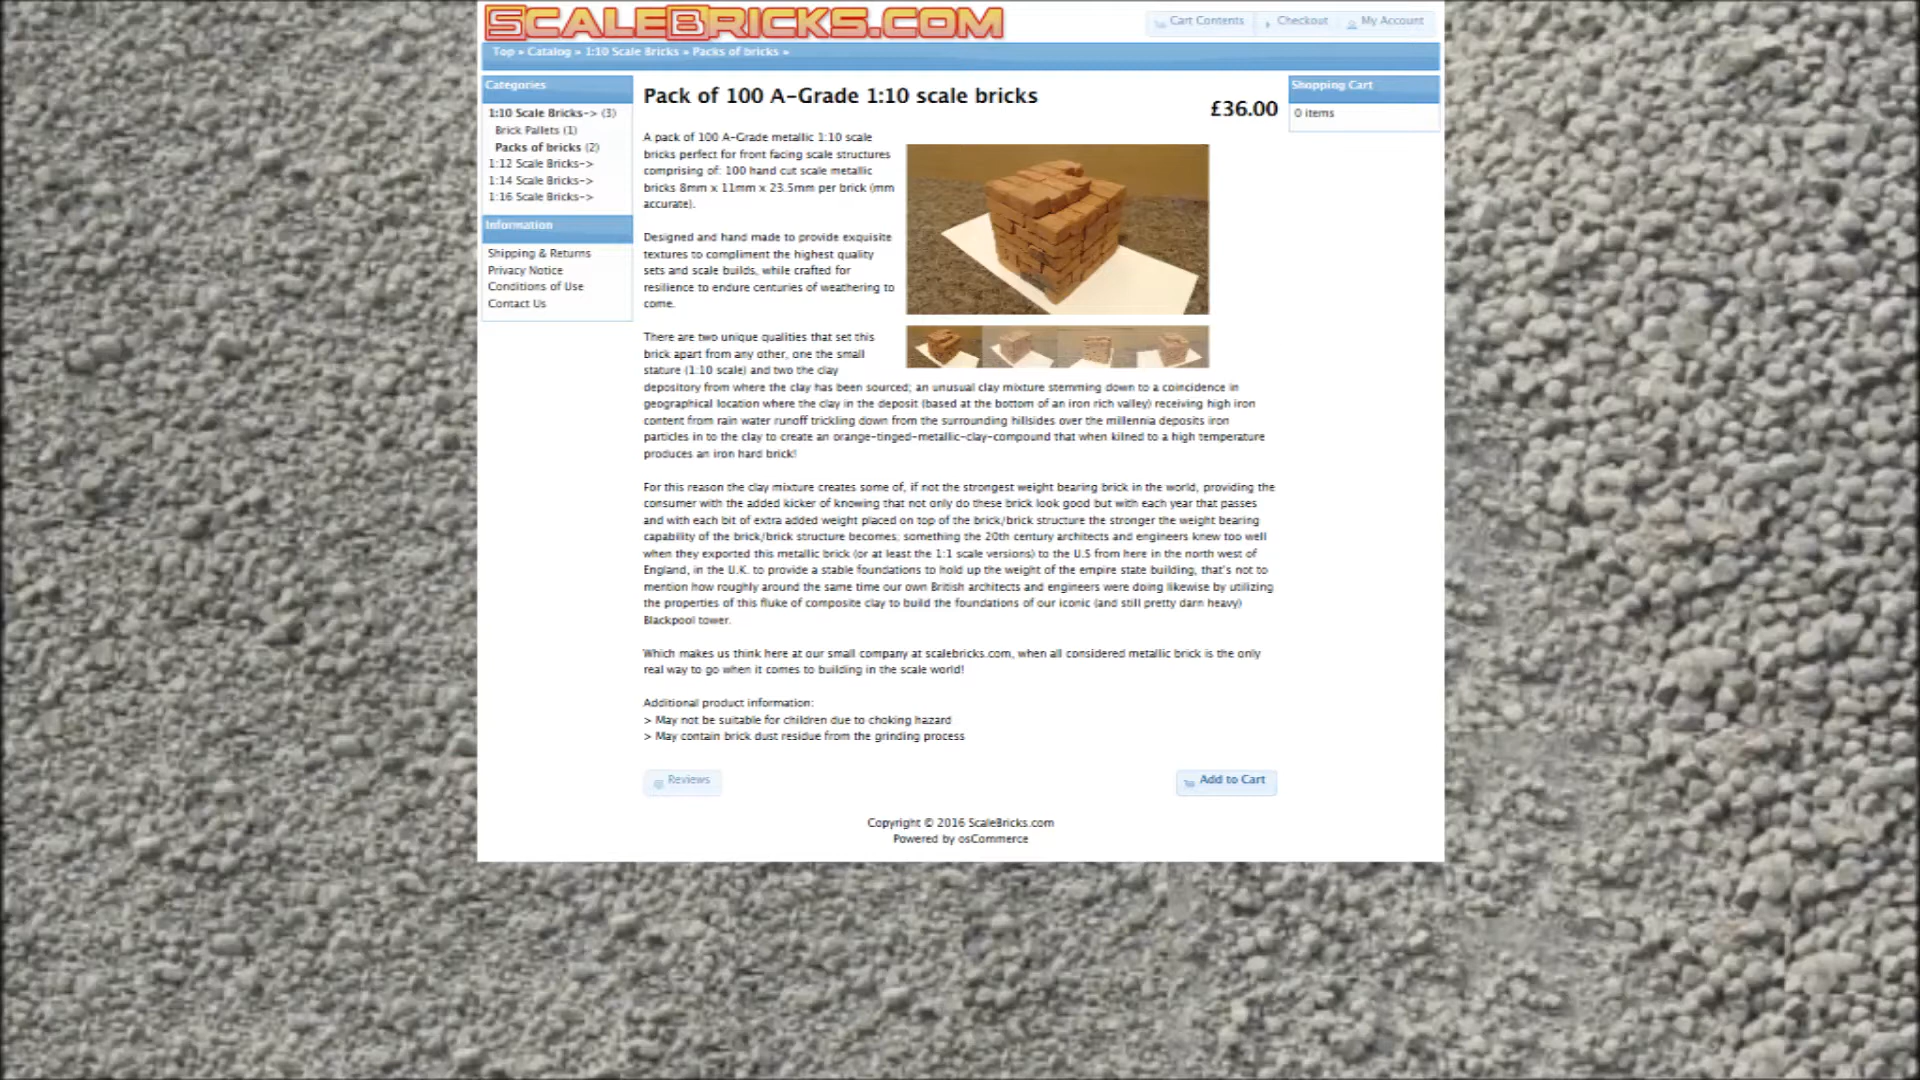 SCALEBRICKS.COM
Cart Contents Checkout My Account
Top » Catalog » 1:10 Scale Bricks » Packs of bricks »
Categories
1:10 Scale Bricks-> (3)
Brick Pallets (1)
Packs of bricks (2)
1:12 Scale Bricks->
1:14 Scale Bricks->
1:16 Scale Bricks->
Information
Shipping & Returns
Privacy Notice
Conditions of Use
Contact Us
Pack of 100 A-Grade 1:10 scale bricks
£36.00
A pack of 100 A-Grade metallic 1:10 scale
bricks perfect for front facing scale structures
comprising of: 100 hand cut scale metallic
bricks 8mm x 11mm x 23.5mm per brick (mm
accurate).
Designed and hand made to provide exquisite
textures to compliment the highest quality
sets and scale builds, while crafted for
resilience to endure centuries of weathering to
come.
There are two unique qualities that set this
brick apart from any other, one the small
stature (1:10 scale) and two the clay
depository from where the clay has been sourced; an unusual clay mixture stemming down to a coincidence in
geographical location where the clay in the deposit (based at the bottom of an iron rich valley) receiving high iron
content from rain water runoff trickling down from the surrounding hillsides over the millennia deposits iron
particles in to the clay to create an orange-tinged-metallic-clay-compound that when kilned to a high temperature
produces an iron hard brick!
For this reason the clay mixture creates some of, if not the strongest weight bearing brick in the world, providing the
consumer with the added kicker of knowing that not only do these brick look good but with each year that passes
and with each bit of extra added weight placed on top of the brick/brick structure the stronger the weight bearing
capability of the brick/brick structure becomes; something the 20th century architects and engineers knew too well
when they exported this metallic brick (or at least the 1:1 scale versions) to the U.S from here in the north west of
England, in the U.K. to provide a stable foundations to hold up the weight of the empire state building, that's not to
mention how roughly around the same time our own British architects and engineers were doing likewise by utilizing
the properties of this fluke of composite clay to build the foundations of our iconic (and still pretty darn heavy)
Blackpool tower.
Which makes us think here at our small company at scalebricks.com, when all considered metallic brick is the only
real way to go when it comes to building in the scale world!
Additional product information:
> May not be suitable for children due to choking hazard
> May contain brick dust residue from the grinding process
Reviews
Add to Cart
Shopping Cart
0 items
Copyright © 2016 ScaleBricks.com
Powered by osCommerce